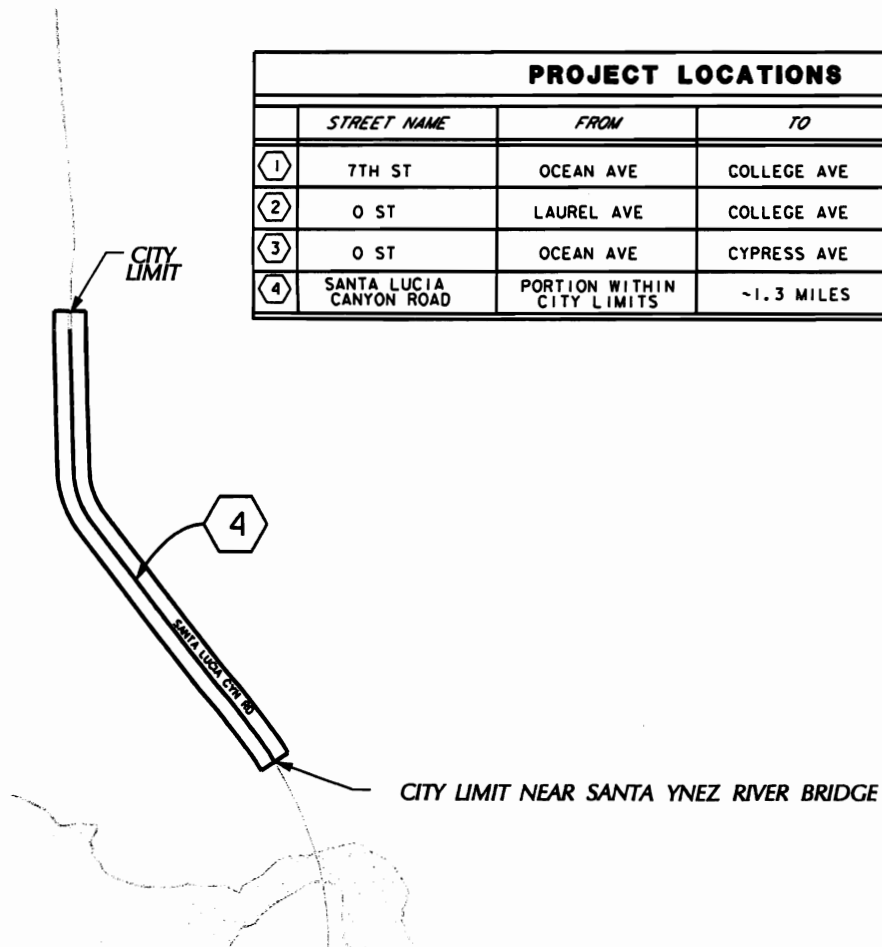 PROJECT LOCATIONS
STREET NAME FROM TO
1 7TH ST OCEAN AVE COLLEGE AVE
2 O ST LAUREL AVE COLLEGE AVE
3 O ST OCEAN AVE CYPRESS AVE
4 SANTA LUCIA CANYON ROAD PORTION WITHIN CITY LIMITS ~1.3 MILES
CITY
LIMIT
4
SANTA LUCIA CYN RD
CITY LIMIT NEAR SANTA YNEZ RIVER BRIDGE